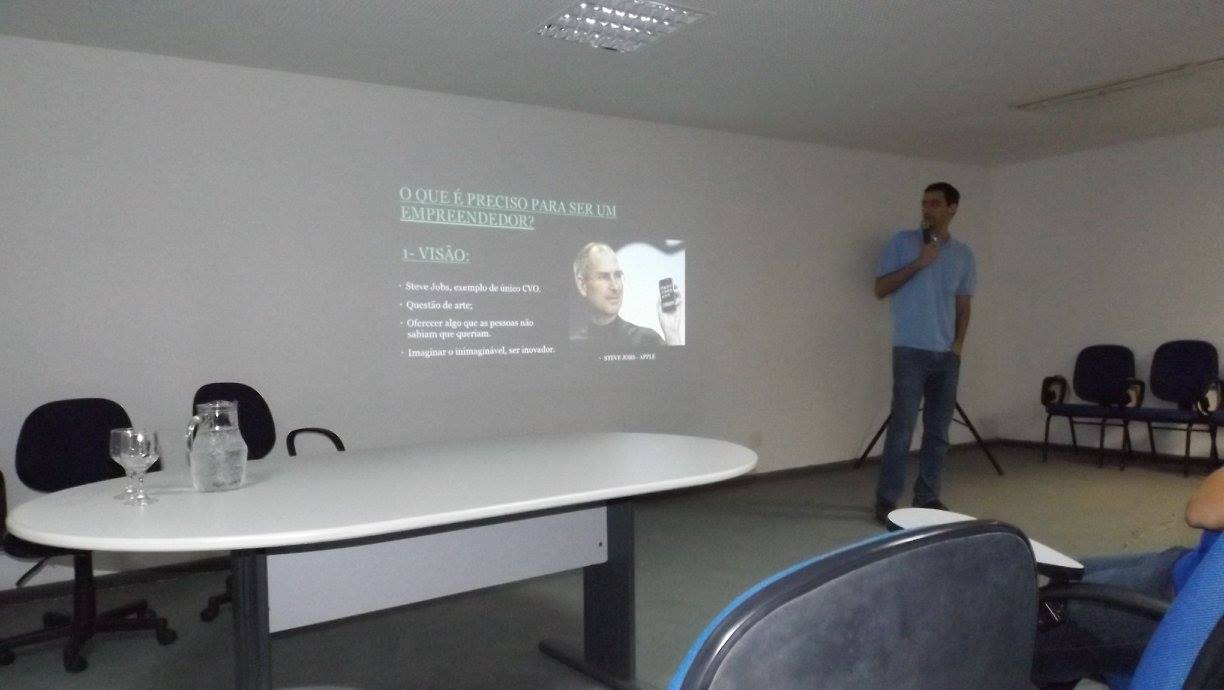 O QUE É PRECISO PARA SER UM
EMPREENDEDOR?
1- VISÃO:
· Steve Jobs, exemplo de único CVO.
· Questão de arte;
· Oferecer algo que as pessoas não
sabiam que queriam.
· Imaginar o inimaginável, ser inovador.
· STEVE JOBS - APPLE